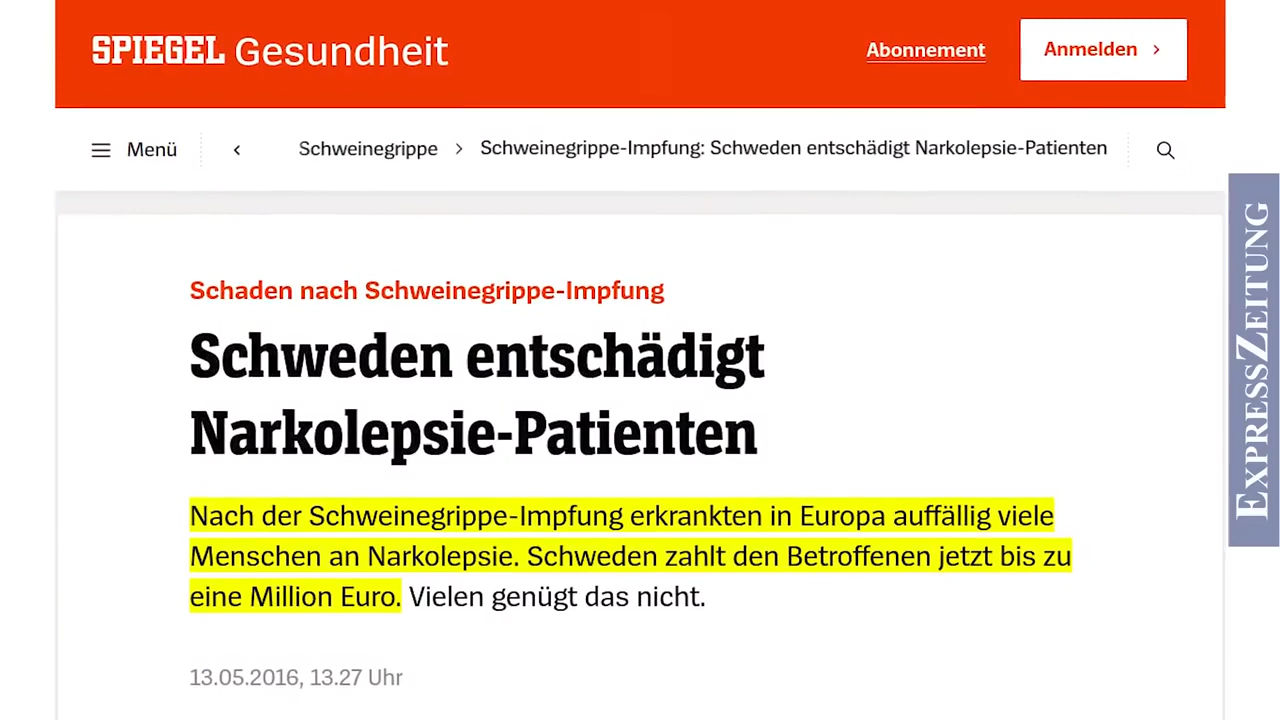 SPIEGEL Gesundheit
Abonnement
Anmelden
Menü
Schweinegrippe
Schweinegrippe-Impfung: Schweden entschädigt Narkolepsie-Patienten
Schaden nach Schweinegrippe-Impfung
Schweden entschädigt
Narkolepsie-Patienten
Nach der Schweinegrippe-Impfung erkrankten in Europa auffällig viele
Menschen an Narkolepsie. Schweden zahlt den Betroffenen jetzt bis zu
eine Million Euro. Vielen genügt das nicht.
13.05.2016, 13.27 Uhr
EXPRESSZEITUNG